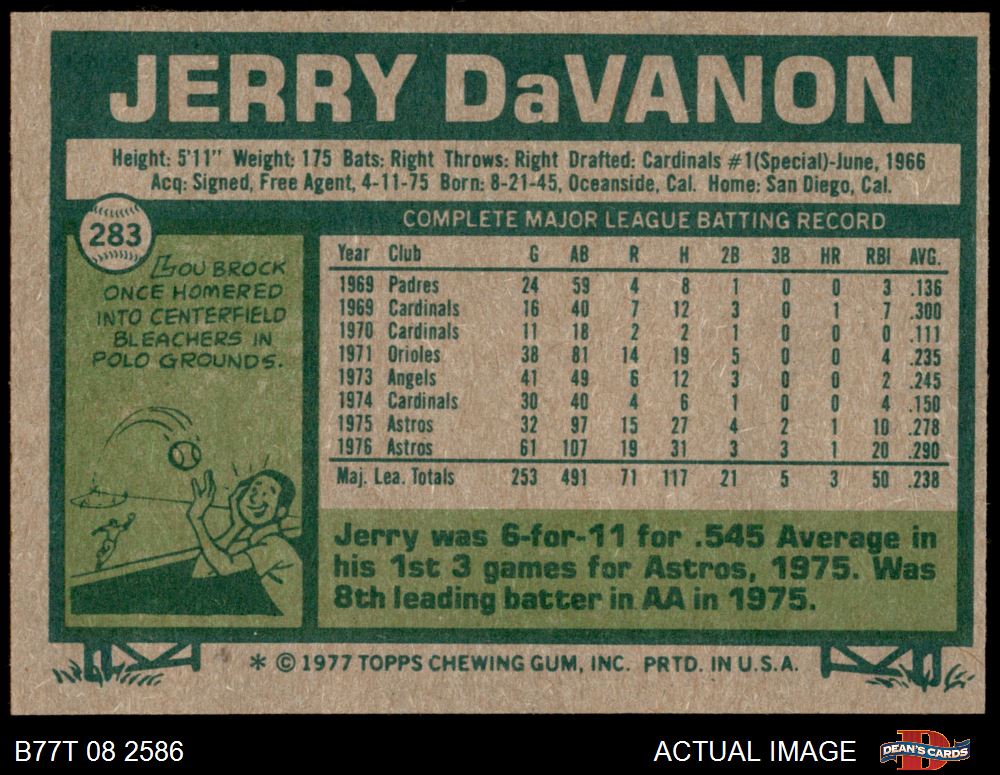 JERRY DaVANON
Height: 5'11" Weight: 175 Bats: Right Throws: Right Drafted: Cardinals #1(Special)-June, 1966
Acq: Signed, Free Agent, 4-11-75 Born: 8-21-45, Oceanside, Cal. Home: San Diego, Cal.
283
LOU BROCK
ONCE HOMERED
INTO CENTERFIELD
BLEACHERS IN
POLO GROUNDS.
COMPLETE MAJOR LEAGUE BATTING RECORD
Year Club G AB R H 2B 3B HR RBI AVG.
1969 Padres 24 59 4 8 1 0 0 3 .136
1969 Cardinals 16 40 7 12 3 0 1 7 .300
1970 Cardinals 11 18 2 2 1 0 0 0 .111
1971 Orioles 38 81 14 19 5 0 0 4 .235
1973 Angels 41 49 6 12 3 0 0 2 .245
1974 Cardinals 30 40 4 6 1 0 0 4 .150
1975 Astros 32 97 15 27 4 2 1 10 .278
1976 Astros 61 107 19 31 3 3 1 20 .290
Maj. Lea. Totals 253 491 71 117 21 5 3 50 .238
Jerry was 6-for-11 for .545 Average in
his 1st 3 games for Astros, 1975. Was
8th leading batter in AA in 1975.
* © 1977 TOPPS CHEWING GUM, INC. PRTD. IN U.S.A.
B77T 08 2586
ACTUAL IMAGE
D
DEAN'S CARDS